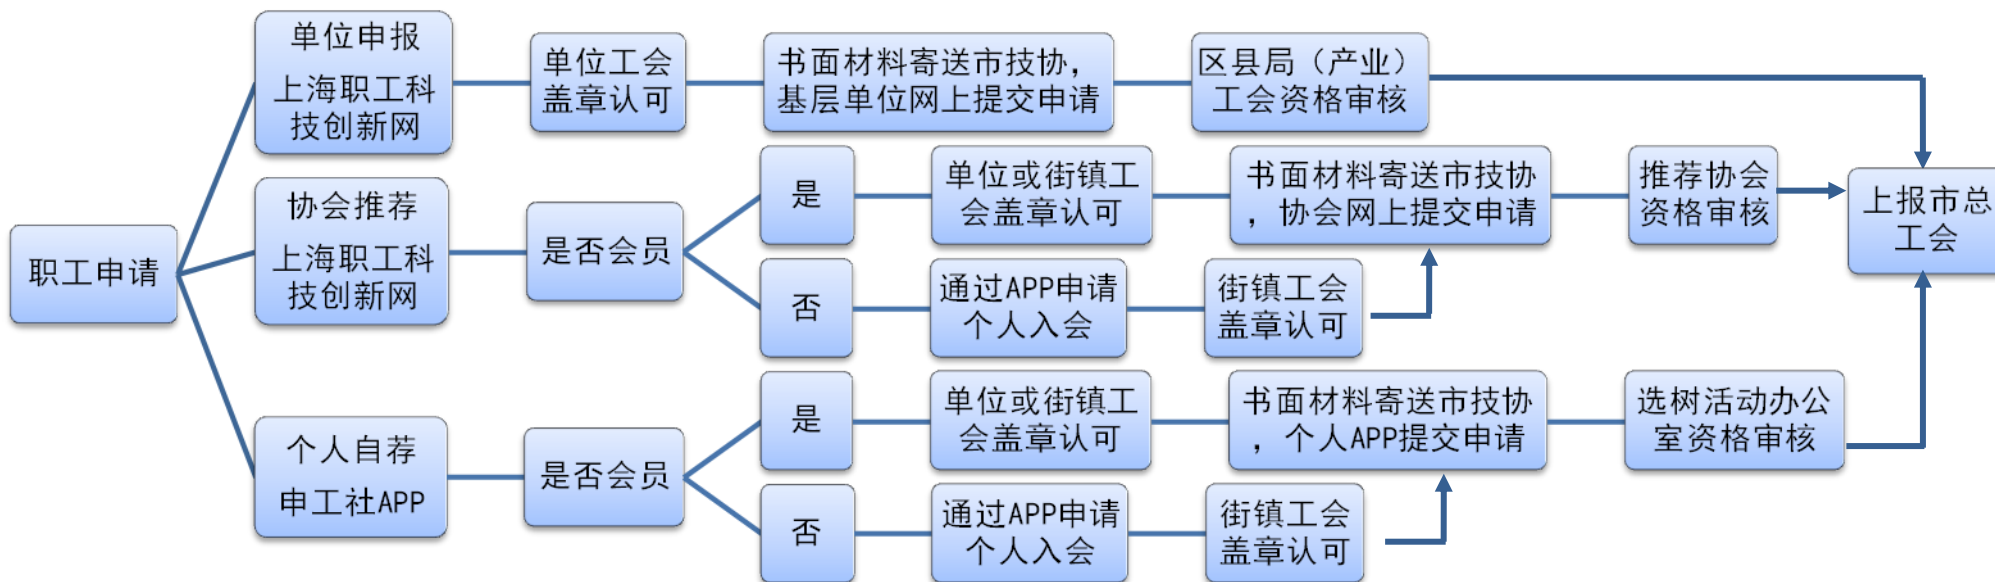 职工申请
单位申报
上海职工科
技创新网
单位工会
盖章认可
书面材料寄送市技协，
基层单位网上提交申请
区县局（产业）
工会资格审核
协会推荐
上海职工科
技创新网
是否会员
是
单位或街镇工
会盖章认可
书面材料寄送市技协
，协会网上提交申请
推荐协会
资格审核
否
通过APP申请
个人入会
街镇工会
盖章认可
个人自荐
申工社APP
是否会员
是
单位或街镇工
会盖章认可
书面材料寄送市技协
，个人APP提交申请
选树活动办公
室资格审核
否
通过APP申请
个人入会
街镇工会
盖章认可
上报市总
工会